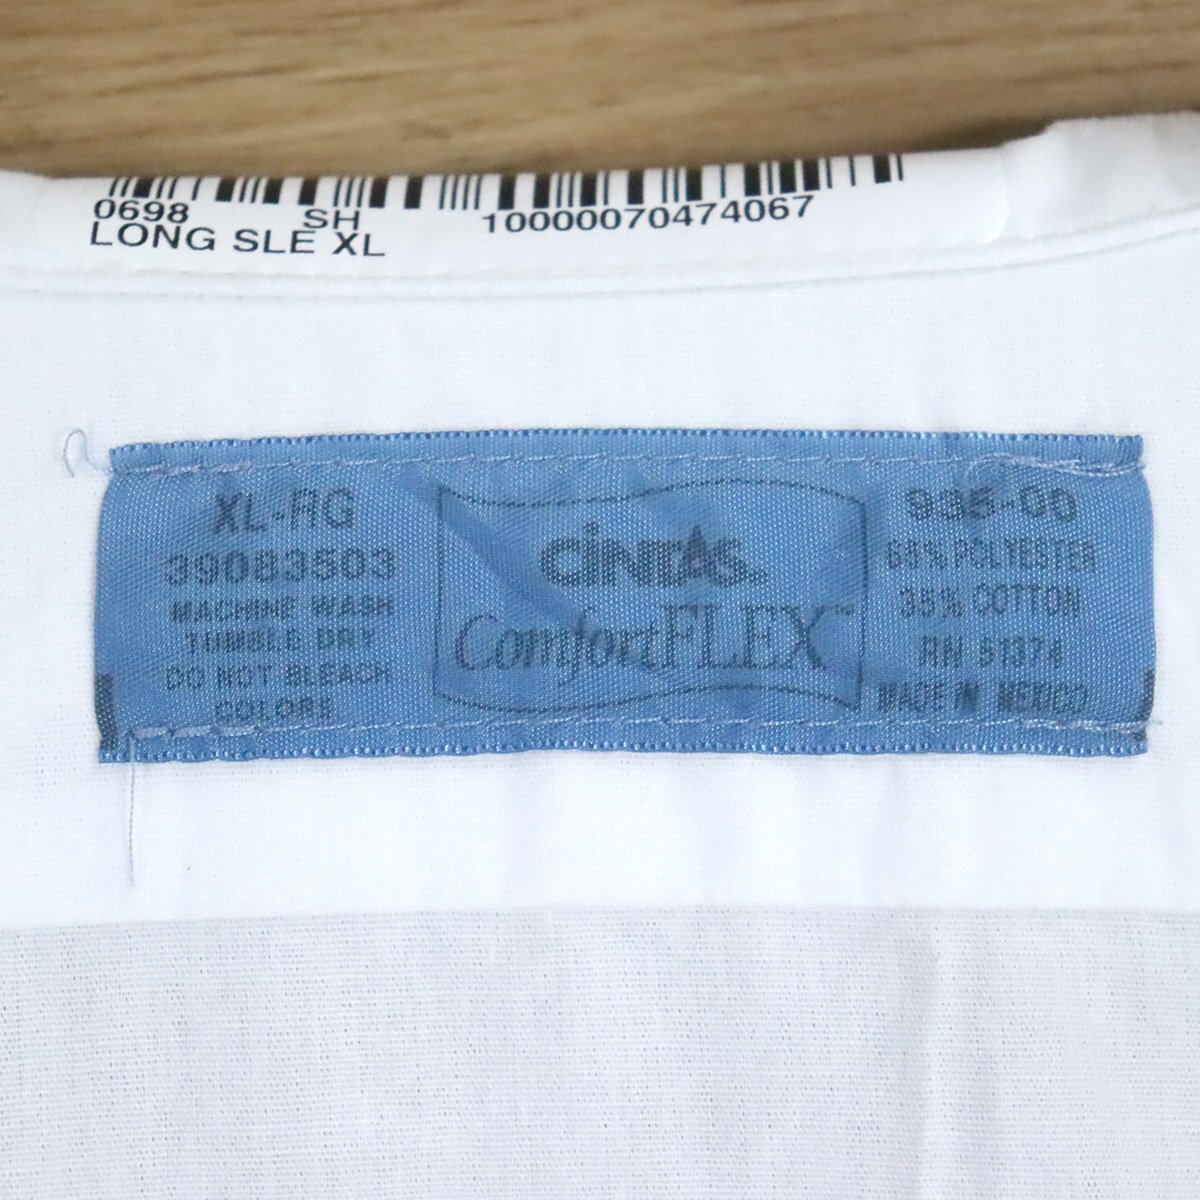 0698 SH 10000070474067
LONG SLE XL
XL-RG
39083503
MACHINE WASH
TUMBLE DRY
DO NOT BLEACH
COLORS
CINTAS.
ComfortFLEX™
935-00
65% POLYESTER
35% COTTON
RN 51374
MADE IN MEXICO